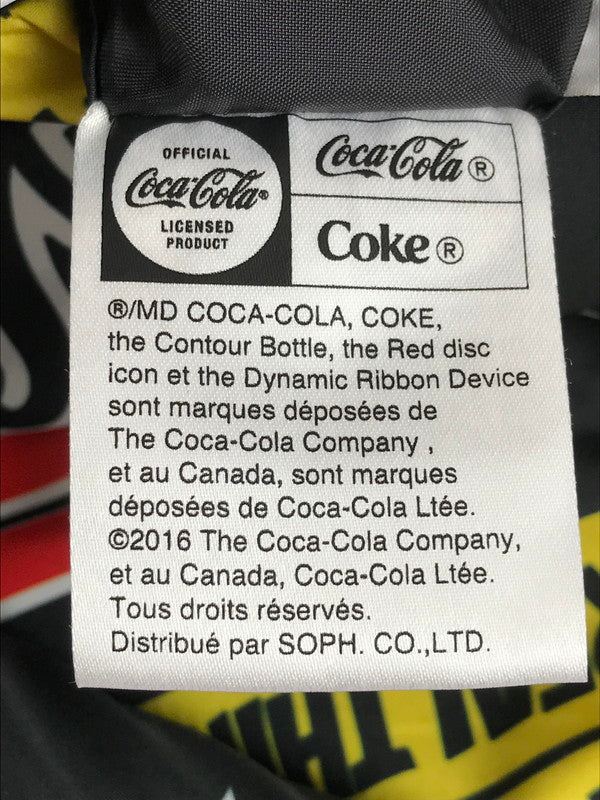 OFFICIAL
Coca-Cola®
LICENSED
PRODUCT
Coca-Cola®
Coke®
®/MD COCA-COLA, COKE,
the Contour Bottle, the Red disc
icon et the Dynamic Ribbon Device
sont marques déposées de
The Coca-Cola Company ,
et au Canada, sont marques
déposées de Coca-Cola Ltée.
©2016 The Coca-Cola Company,
et au Canada, Coca-Cola Ltée.
Tous droits réservés.
Distribué par SOPH. CO.,LTD.